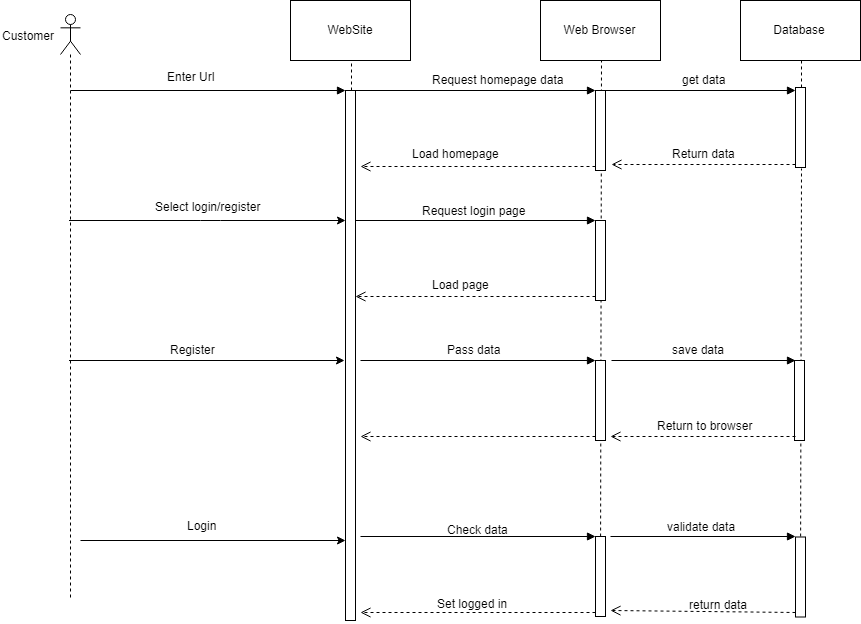 Customer
WebSite
Web Browser
Database
Enter Url
Request homepage data
get data
Load homepage
Return data
Select login/register
Request login page
Load page
Register
Pass data
save data
Return to browser
Login
Check data
validate data
Set logged in
return data